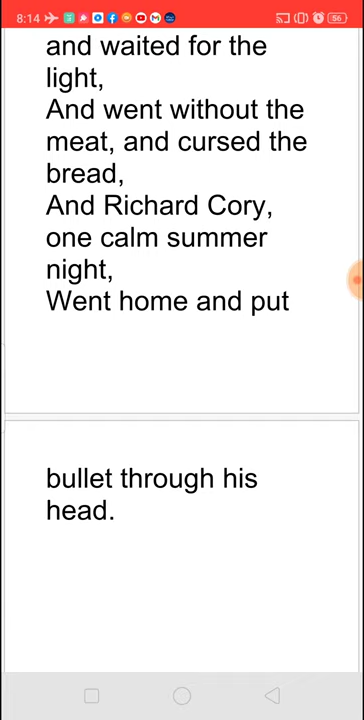 8:14
56
and waited for the
light,
And went without the
meat, and cursed the
bread,
And Richard Cory,
one calm summer
night,
Went home and put
bullet through his
head.